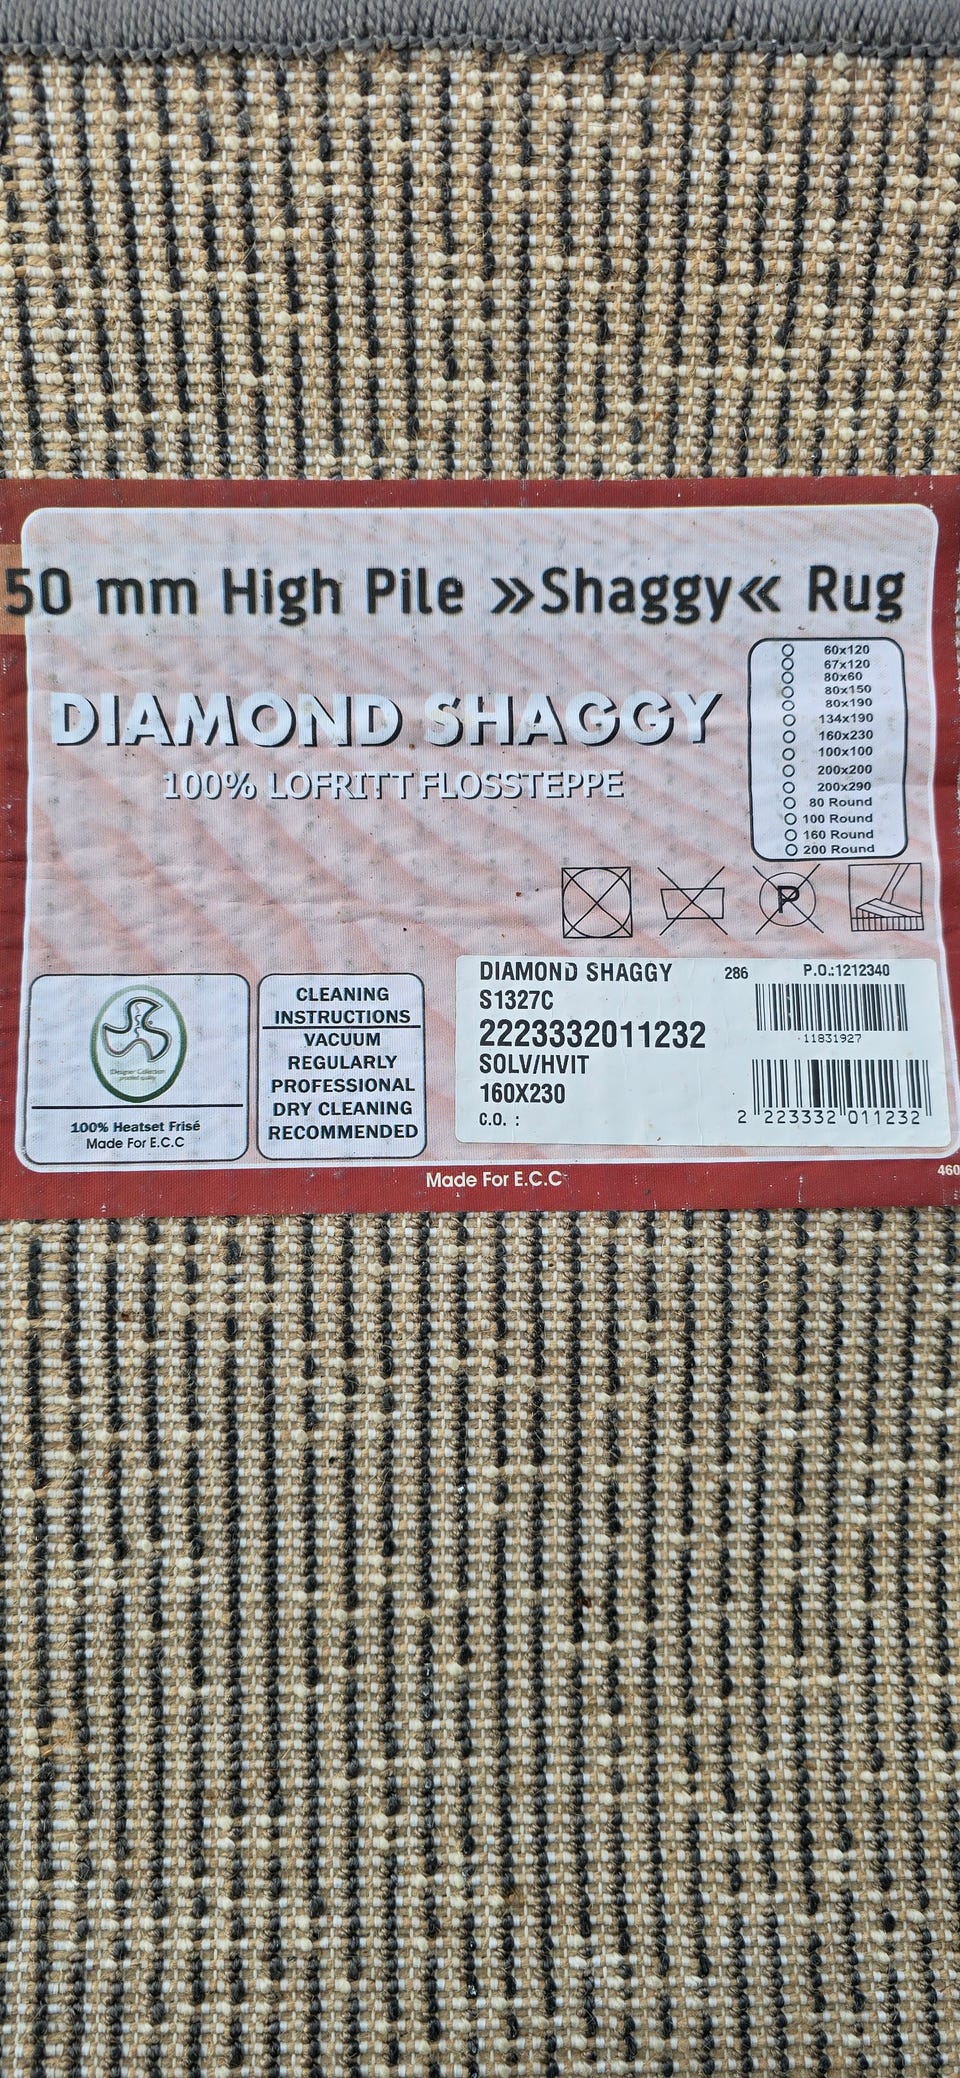 50 mm High Pile »Shaggy« Rug
DIAMOND SHAGGY
100% LOFRITT FLOSSTEPPE
60x120
67x120
80x60
80x150
80x190
134x190
160x230
100x100
200x200
200x290
80 Round
100 Round
160 Round
200 Round
P
Designer Collection
100% Heatset Frisé
Made For E.C.C
CLEANING
INSTRUCTIONS
VACUUM
REGULARLY
PROFESSIONAL
DRY CLEANING
RECOMMENDED
DIAMOND SHAGGY 286 P.O.:1212340
S1327C
11831927
2223332011232
SOLV/HVIT
160X230
C.O. :
2 223332 011232
Made For E.C.C
460